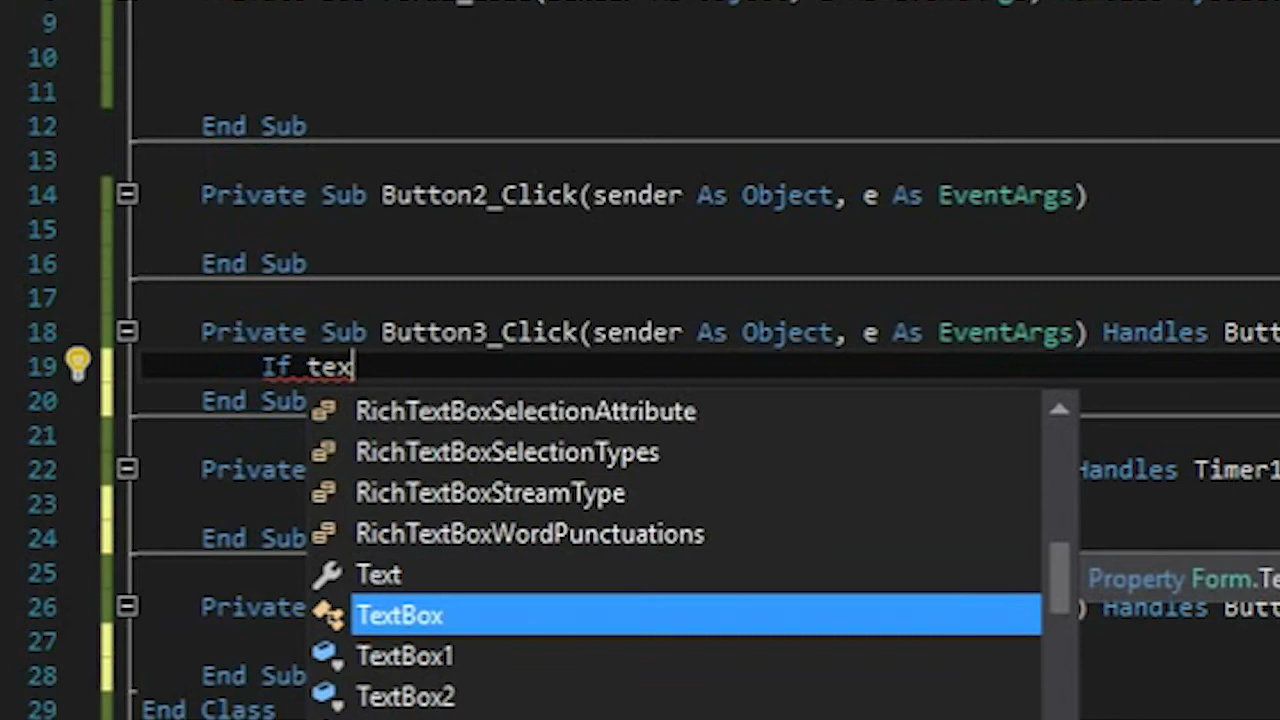 9
10
11
12 End Sub
13
14 Private Sub Button2_Click(sender As Object, e As EventArgs)
15
16 End Sub
17
18 Private Sub Button3_Click(sender As Object, e As EventArgs) Handles Butt
19 If tex
20 End Sub
RichTextBoxSelectionAttribute
21
RichTextBoxSelectionTypes
22 Private Handles Timer1
RichTextBoxStreamType
23
RichTextBoxWordPunctuations
24 End Sub
25 Text
Property Form.Te
26 Private ) Handles Butt
TextBox
27
TextBox1
28 End Sub
TextBox2
29 End Class